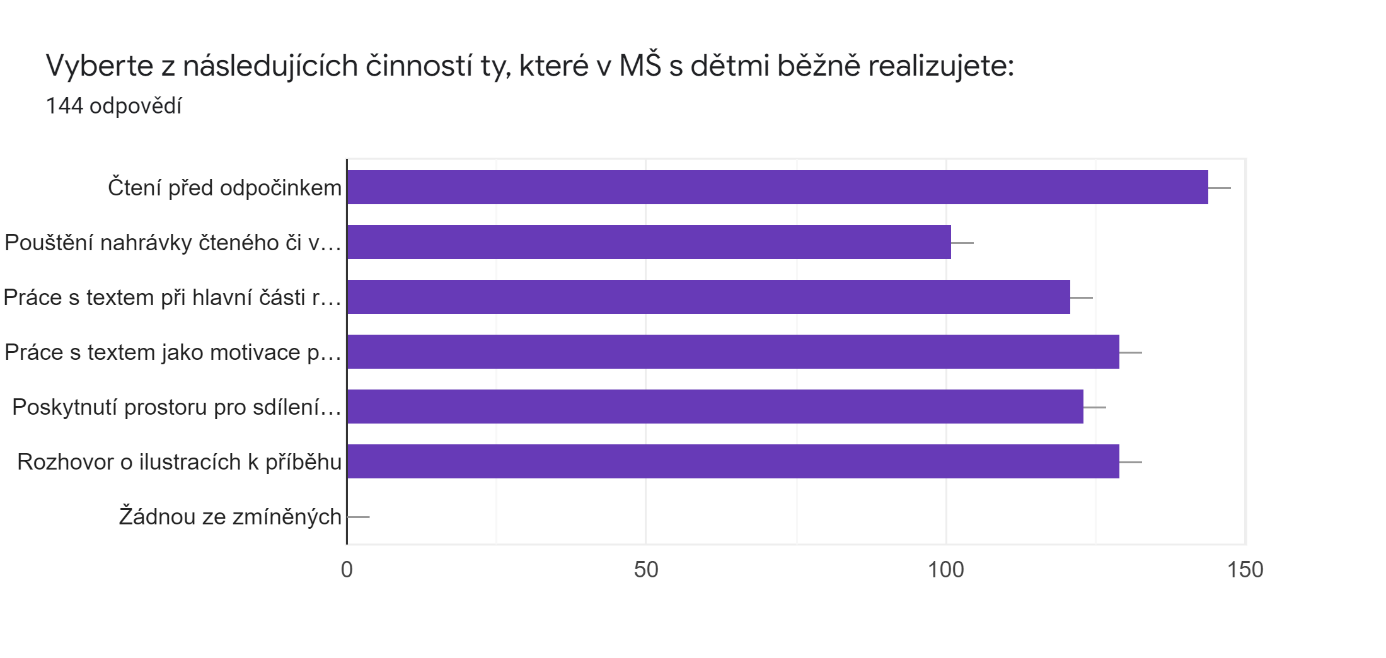 Vyberte z následujících činností ty, které v MŠ s dětmi běžně realizujete:
144 odpovědí
Čtení před odpočinkem
Pouštění nahrávky čteného či v…
Práce s textem při hlavní části r…
Práce s textem jako motivace p…
Poskytnutí prostoru pro sdílení…
Rozhovor o ilustracích k příběhu
Žádnou ze zmíněných
0 50 100 150